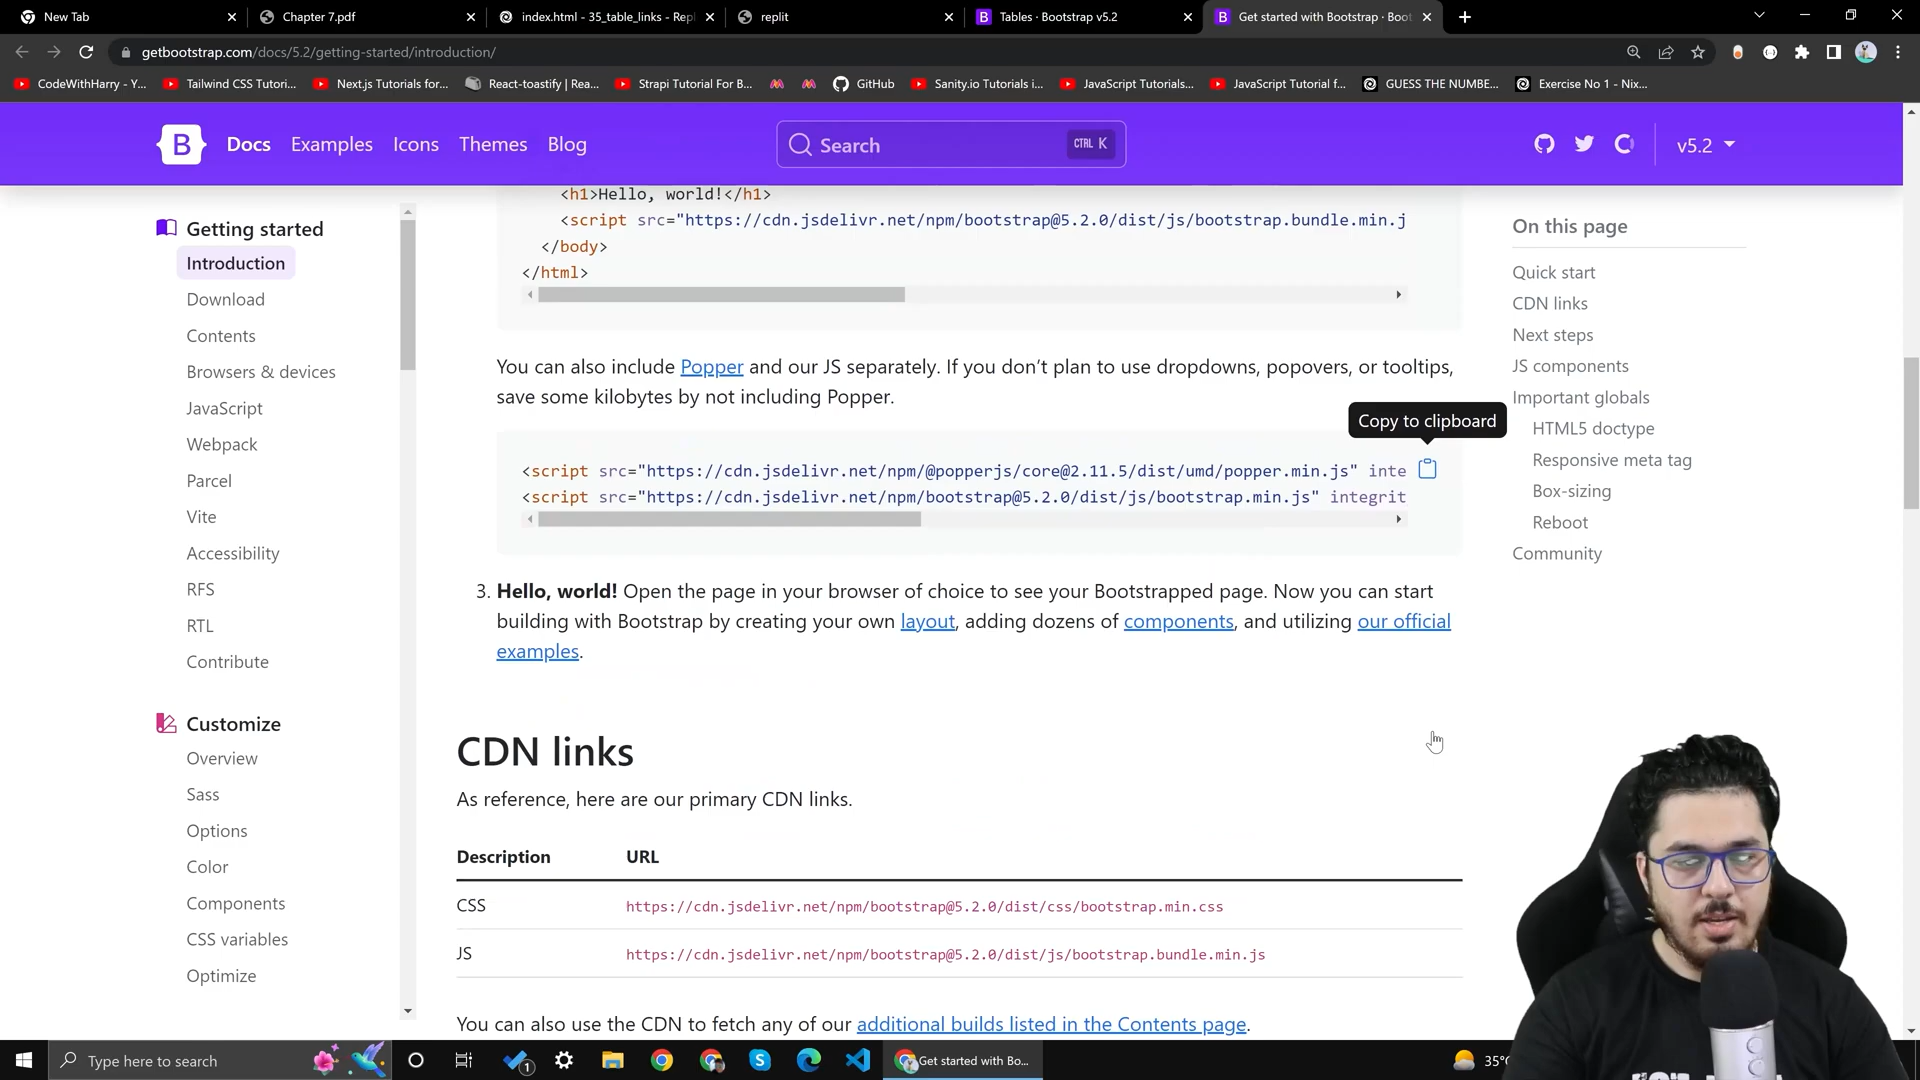 New Tab
Chapter 7.pdf
index.html - 35_table_links - Repl
replit
Tables · Bootstrap v5.2
Get started with Bootstrap · Boot
getbootstrap.com/docs/5.2/getting-started/introduction/
CodeWithHarry - Y...
Tailwind CSS Tutori...
Next.js Tutorials for...
React-toastify | Rea...
Strapi Tutorial For B...
GitHub
Sanity.io Tutorials i...
JavaScript Tutorials...
JavaScript Tutorial f...
GUESS THE NUMBE...
Exercise No 1 - Nix...
B
Docs
Examples
Icons
Themes
Blog
Search
CTRL K
v5.2
Getting started
Introduction
Download
Contents
Browsers & devices
JavaScript
Webpack
Parcel
Vite
Accessibility
RFS
RTL
Contribute
Customize
Overview
Sass
Options
Color
Components
CSS variables
Optimize
<h1>Hello, world!</h1>
<script src="https://cdn.jsdelivr.net/npm/bootstrap@5.2.0/dist/js/bootstrap.bundle.min.j
</body>
</html>
You can also include Popper and our JS separately. If you don’t plan to use dropdowns, popovers, or tooltips,
save some kilobytes by not including Popper.
Copy to clipboard
<script src="https://cdn.jsdelivr.net/npm/@popperjs/core@2.11.5/dist/umd/popper.min.js" inte
<script src="https://cdn.jsdelivr.net/npm/bootstrap@5.2.0/dist/js/bootstrap.min.js" integrit
3. Hello, world! Open the page in your browser of choice to see your Bootstrapped page. Now you can start
building with Bootstrap by creating your own layout, adding dozens of components, and utilizing our official
examples.
CDN links
As reference, here are our primary CDN links.
Description URL
CSS https://cdn.jsdelivr.net/npm/bootstrap@5.2.0/dist/css/bootstrap.min.css
JS https://cdn.jsdelivr.net/npm/bootstrap@5.2.0/dist/js/bootstrap.bundle.min.js
You can also use the CDN to fetch any of our additional builds listed in the Contents page.
On this page
Quick start
CDN links
Next steps
JS components
Important globals
HTML5 doctype
Responsive meta tag
Box-sizing
Reboot
Community
Type here to search
1
Get started with Bo...
35°